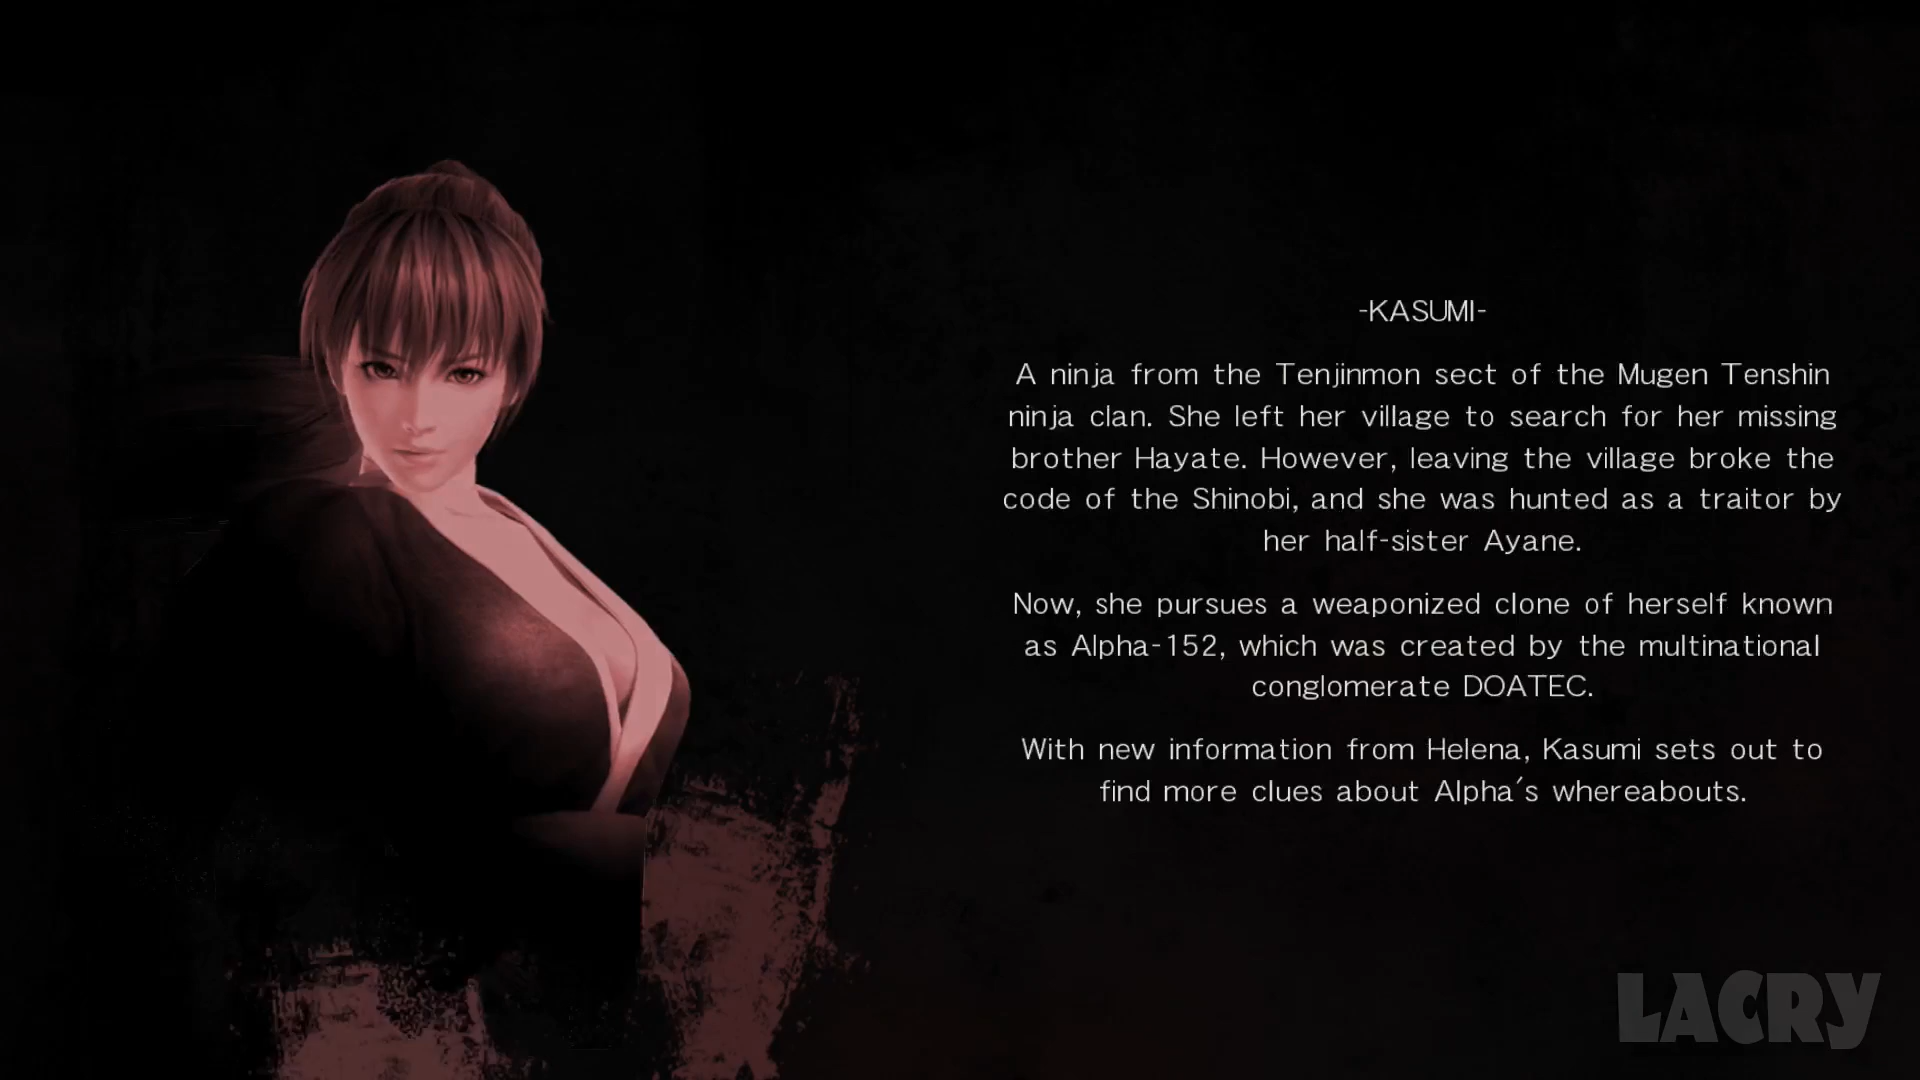 -KASUMI-
A ninja from the Tenjinmon sect of the Mugen Tenshin
ninja clan. She left her village to search for her missing
brother Hayate. However, leaving the village broke the
code of the Shinobi, and she was hunted as a traitor by
her half-sister Ayane.
Now, she pursues a weaponized clone of herself known
as Alpha-152, which was created by the multinational
conglomerate DOATEC.
With new information from Helena, Kasumi sets out to
find more clues about Alpha´s whereabouts.
LACRY